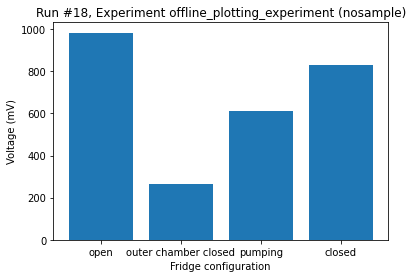 Run #18, Experiment offline_plotting_experiment (nosample)
1000
800
600
400
200
0
Voltage (mV)
open outer chamber closed pumping closed
Fridge configuration